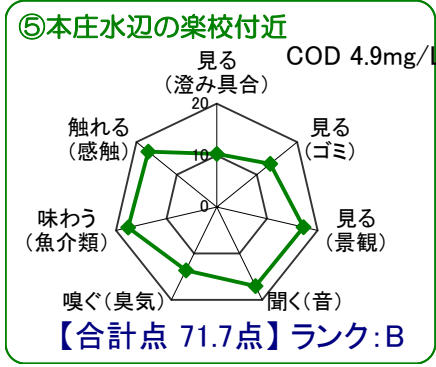 ⑤本庄水辺の楽校付近
COD 4.9mg/L
見る
(澄み具合)
20
触れる
(感触)
見る
(ゴミ)
10
0
味わう
(魚介類)
見る
(景観)
嗅ぐ(臭気)
聞く(音)
【合計点 71.7点】 ランク:B